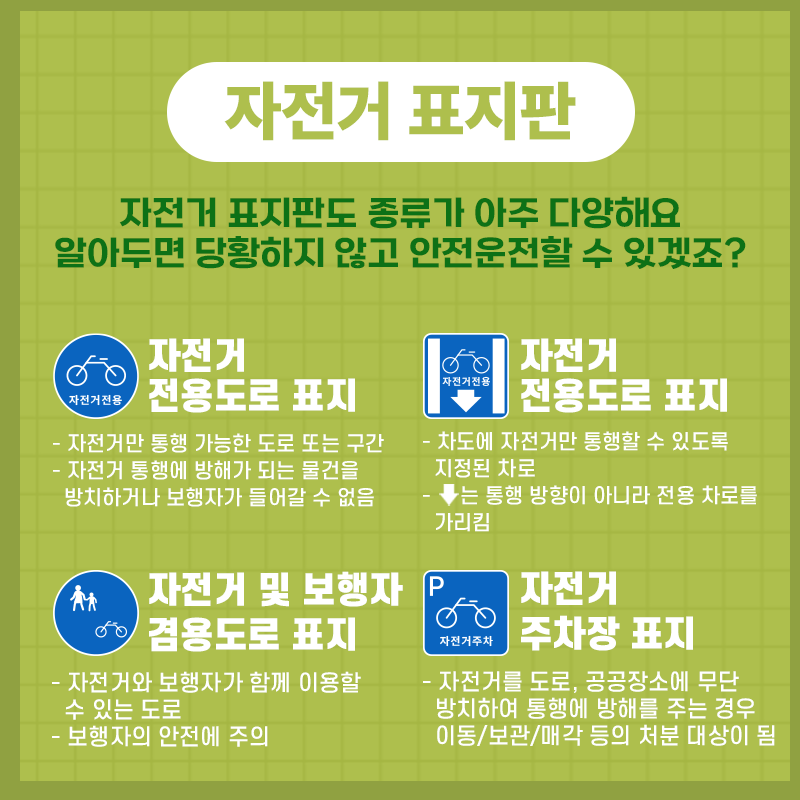 자전거 표지판
자전거 표지판도 종류가 아주 다양해요
알아두면 당황하지 않고 안전운전할 수 있겠죠?
자전거전용
자전거
전용도로 표지
- 자전거만 통행 가능한 도로 또는 구간
- 자전거 통행에 방해가 되는 물건을
방치하거나 보행자가 들어갈 수 없음
자전거전용
자전거
전용도로 표지
- 차도에 자전거만 통행할 수 있도록
지정된 차로
- 는 통행 방향이 아니라 전용 차로를
가리킴
자전거 및 보행자
겸용도로 표지
- 자전거와 보행자가 함께 이용할
수 있는 도로
- 보행자의 안전에 주의
P
자전거주차
자전거
주차장 표지
- 자전거를 도로, 공공장소에 무단
방치하여 통행에 방해를 주는 경우
이동/보관/매각 등의 처분 대상이 됨